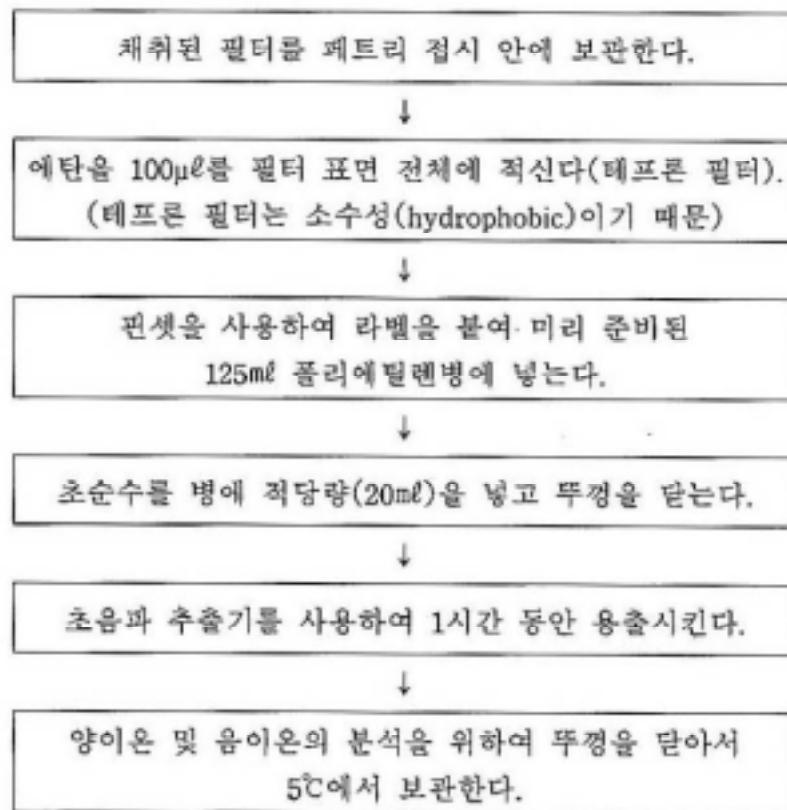 채취된 필터를 페트리 접시 안에 보관한다.
↓
에탄올 100㎕를 필터 표면 전체에 적신다(테프론 필터).
(테프론 필터는 소수성(hydrophobic)이기 때문)
↓
핀셋을 사용하여 라벨을 붙여 미리 준비된
125㎖ 폴리에틸렌병에 넣는다.
↓
초순수를 병에 적당량(20㎖)을 넣고 뚜껑을 닫는다.
↓
초음파 추출기를 사용하여 1시간 동안 용출시킨다.
↓
양이온 및 음이온의 분석을 위하여 뚜껑을 닫아서
5℃에서 보관한다.